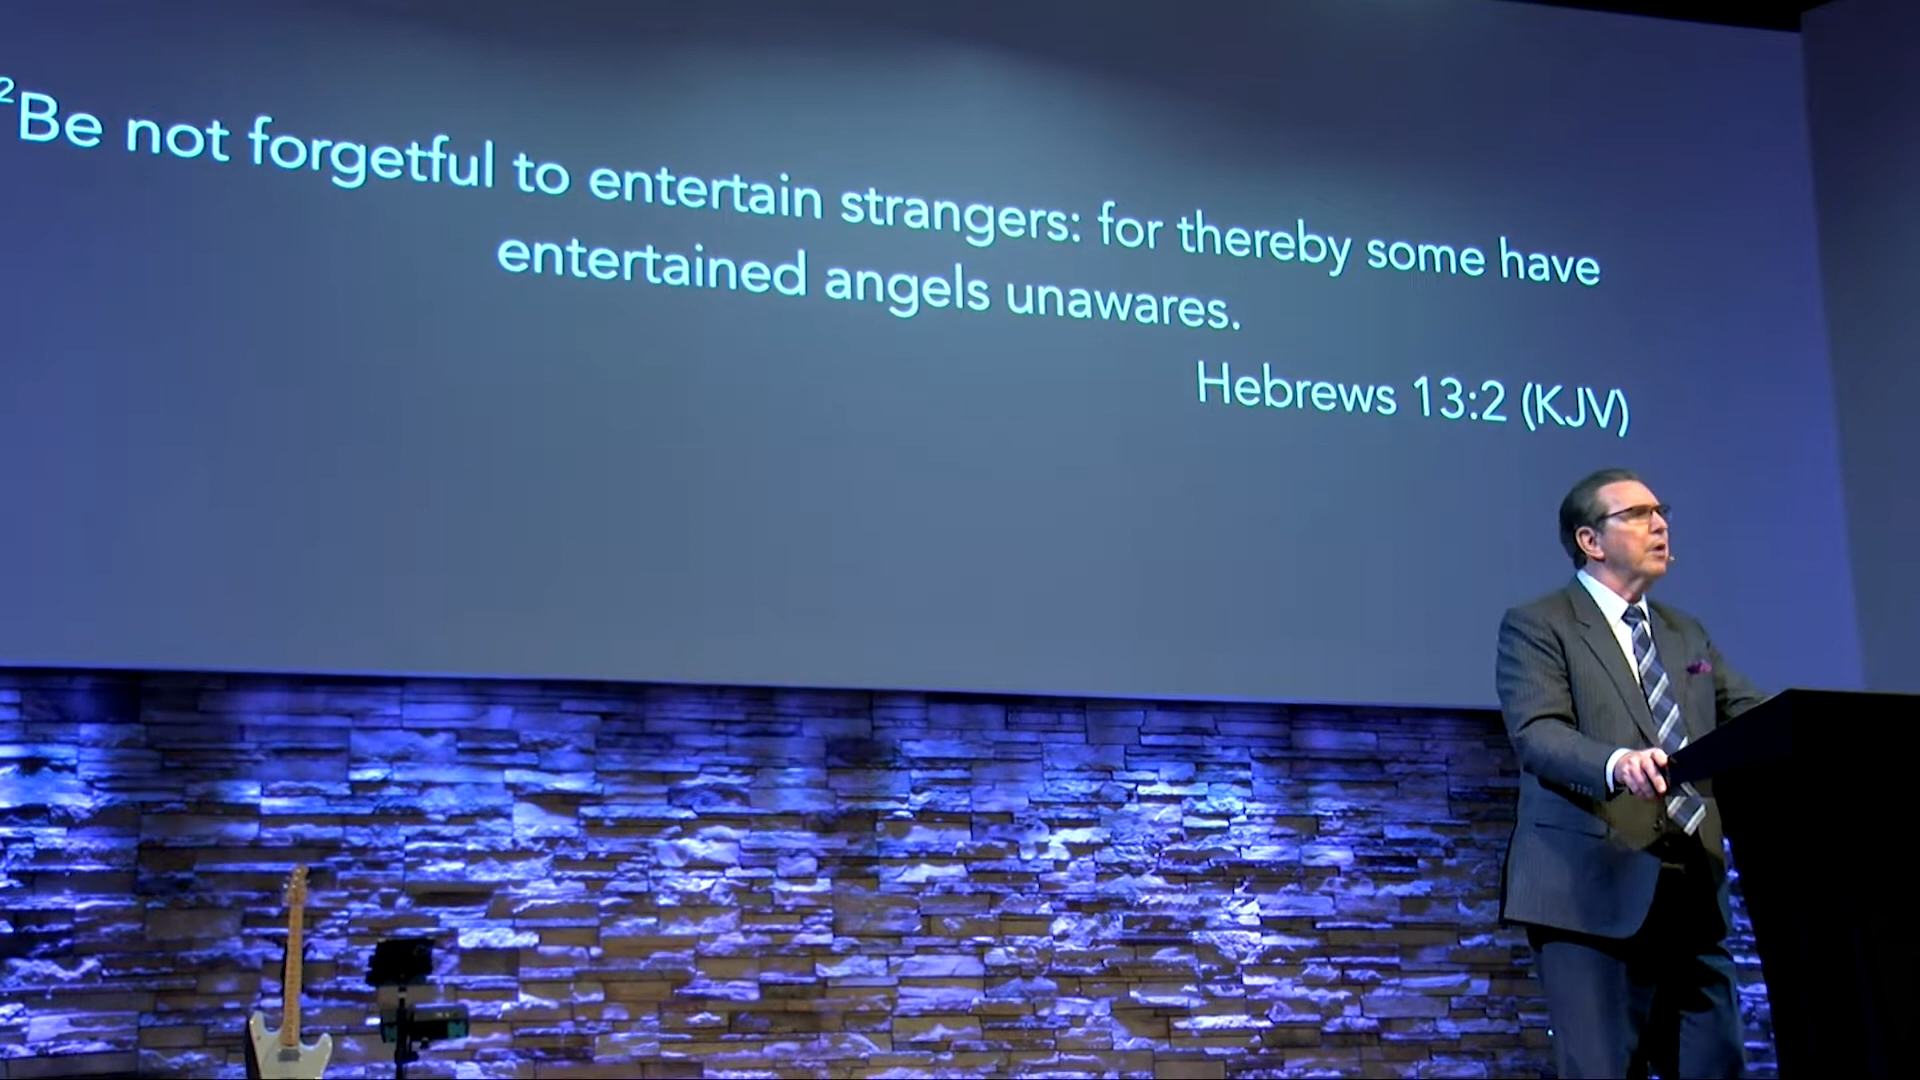 ²Be not forgetful to entertain strangers: for thereby some have
entertained angels unawares.
Hebrews 13:2 (KJV)